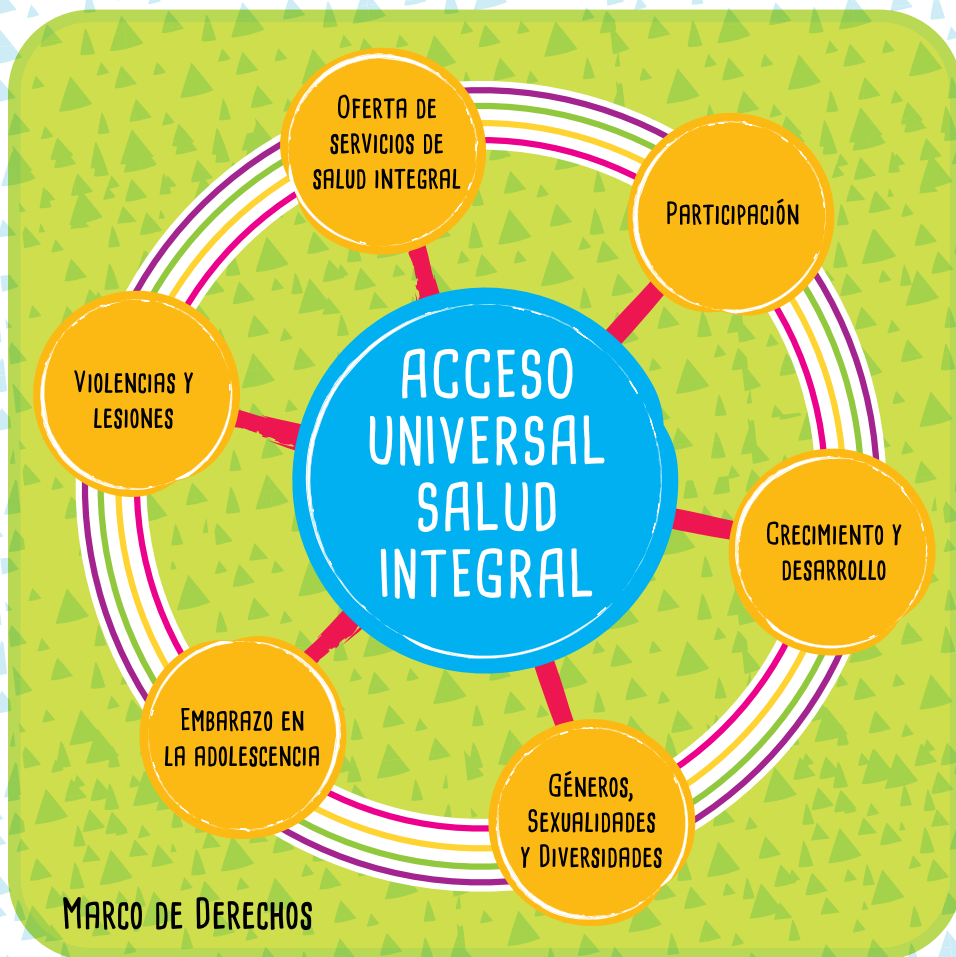 Oferta de
servicios de
salud integral
Participación
Crecimiento y
desarrollo
Géneros,
Sexualidades
y Diversidades
Embarazo en
la adolescencia
Violencias y
lesiones
ACCESO
UNIVERSAL
SALUD
INTEGRAL
Marco de Derechos